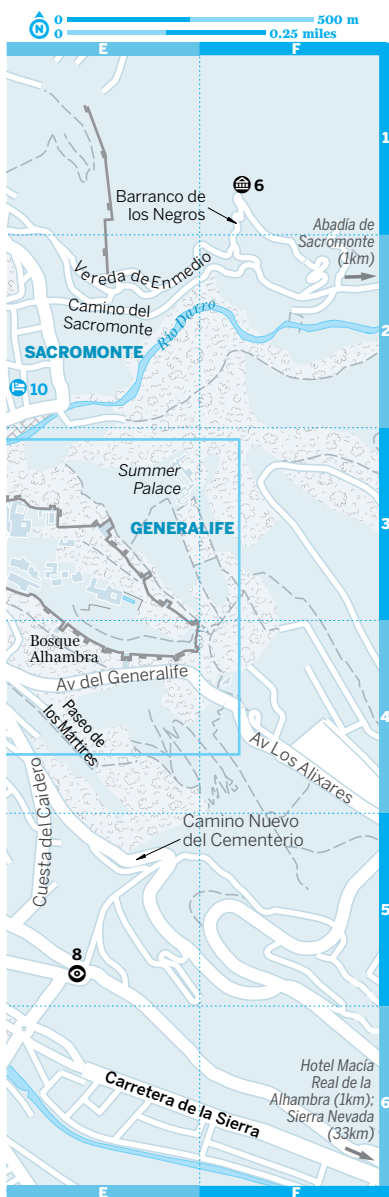 N
0 500 m
0 0.25 miles
E F
1
6
Barranco de
los Negros
Abadía de
Sacromonte
(1km)
Vereda de Enmedio
Camino del
Sacromonte
Río Darro
2
SACROMONTE
10
Summer
Palace
3
GENERALIFE
Bosque
Alhambra
Av del Generalife
4
Paseo de
los Mártires
Av Los Alixares
Cuesta del Caidero
Camino Nuevo
del Cementerio
5
8
Hotel Macía
Real de la
Alhambra (1km);
Sierra Nevada
(33km)
6
Carretera de la Sierra
E F